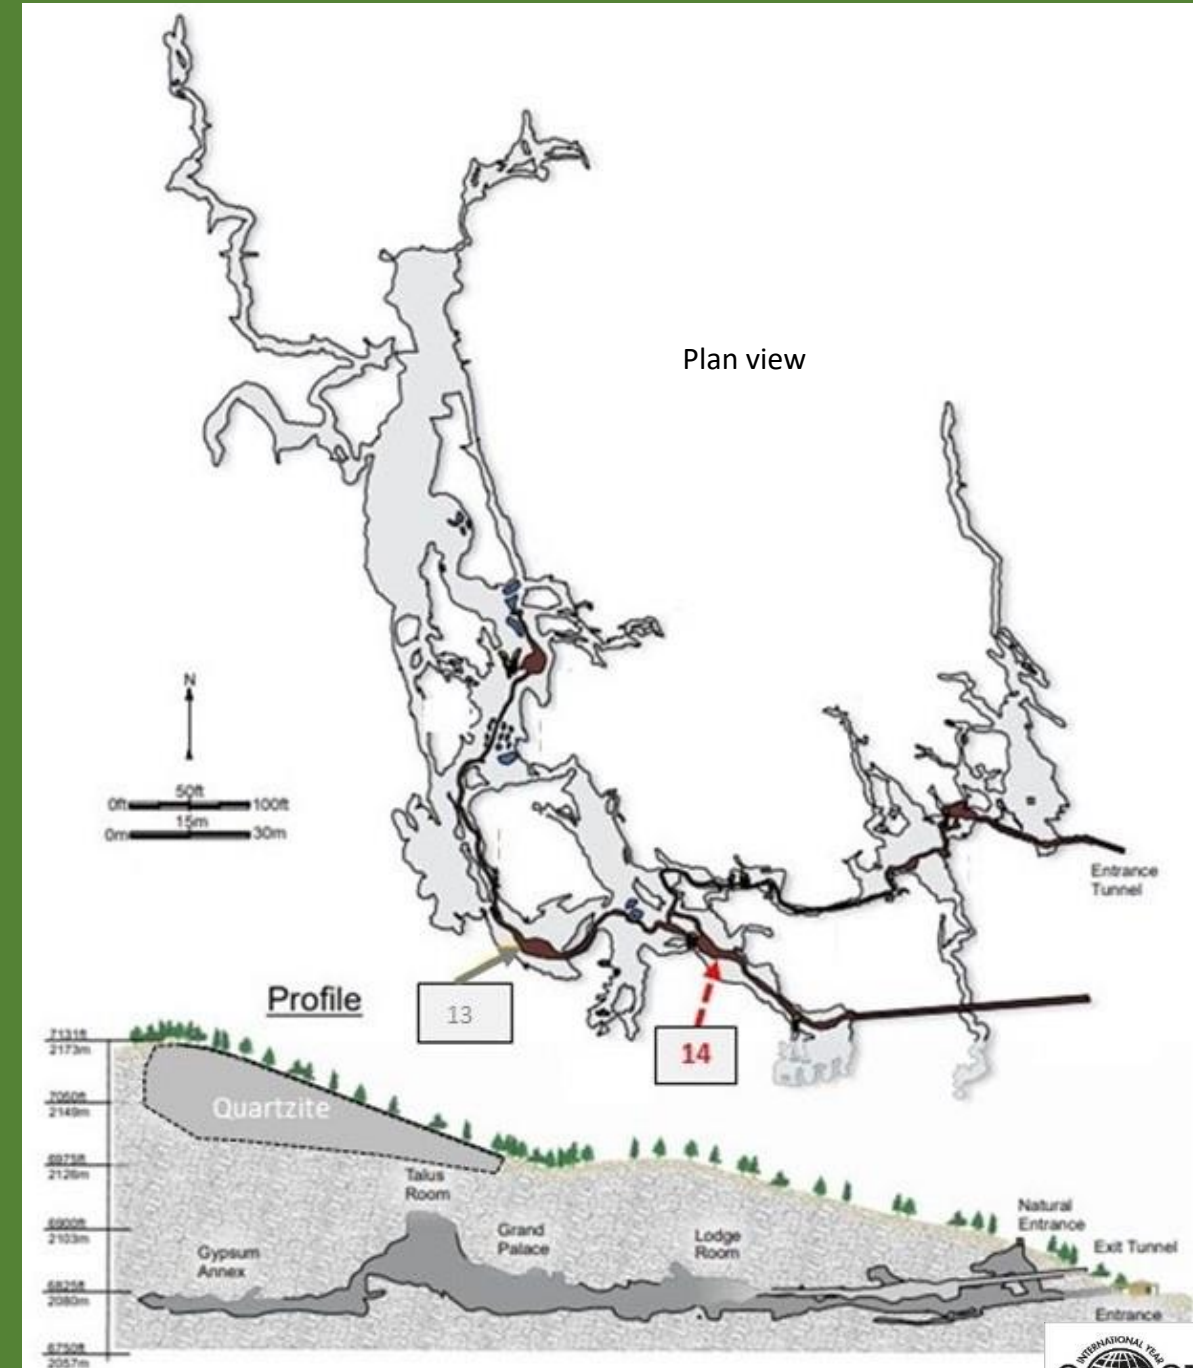 Plan view
N
50ft
0ft
100ft
15m
0m
30m
Entrance
Tunnel
13
14
Profile
7131ft
2173m
7050ft
2149m
6975ft
2126m
6900ft
2103m
6825ft
2080m
6750ft
2057m
Quartzite
Talus
Room
Gypsum
Annex
Grand
Palace
Lodge
Room
Natural
Entrance
Exit Tunnel
Entrance
INTERNATIONAL YEAR